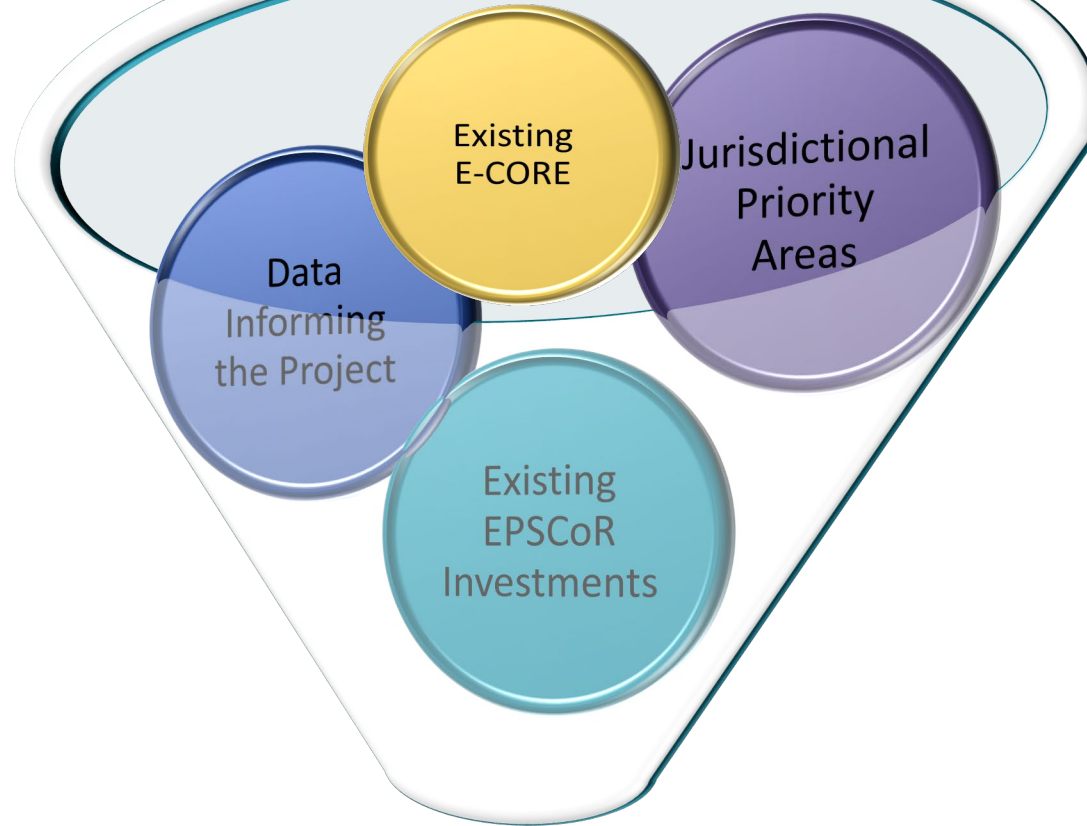 Existing
E-CORE
Jurisdictional
Priority
Areas
Data
Informing
the Project
Existing
EPSCoR
Investments